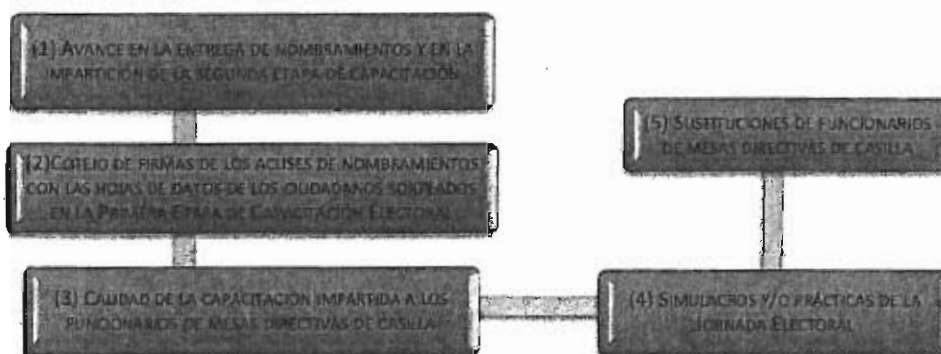 (1) AVANCE EN LA ENTREGA DE NOMBRAMIENTOS Y EN LA
IMPARTICIÓN DE LA SEGUNDA ETAPA DE CAPACITACIÓN
(2) COTEJO DE FIRMAS DE LOS ACUSES DE NOMBRAMIENTOS
CON LAS HOJAS DE DATOS DE LOS CIUDADANOS SORTEADOS
EN LA PRIMERA ETAPA DE CAPACITACIÓN ELECTORAL
(3) CALIDAD DE LA CAPACITACIÓN IMPARTIDA A LOS
FUNCIONARIOS DE MESAS DIRECTIVAS DE CASILLA
(4) SIMULACROS Y/O PRÁCTICAS DE LA
JORNADA ELECTORAL
(5) SUSTITUCIONES DE FUNCIONARIOS
DE MESAS DIRECTIVAS DE CASILLA